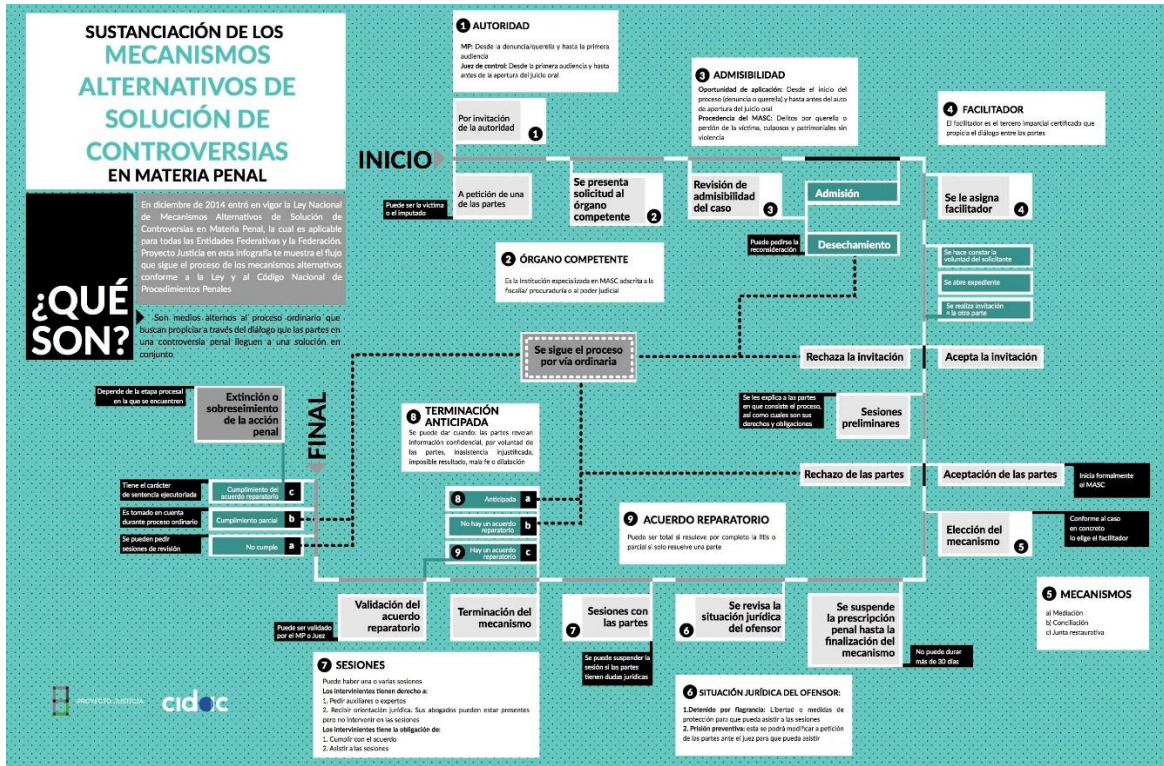 SUSTANCIACIÓN DE LOS
MECANISMOS
ALTERNATIVOS DE
SOLUCIÓN DE
CONTROVERSIAS
EN MATERIA PENAL
¿QUÉ
SON?
En diciembre de 2014 entró en vigor la Ley Nacional
de Mecanismos Alternativos de Solución de
Controversias en Materia Penal, la cual es aplicable
para todas las Entidades Federativas y la Federación.
Proyecto Justicia en esta infografía te muestra el flujo
que sigue el proceso de los mecanismos alternativos
conforme a la Ley y al Código Nacional de
Procedimientos Penales
Son medios alternos al proceso ordinario que
buscan propiciar a través del diálogo que las partes en
una controversia penal lleguen a una solución en
conjunto
1 AUTORIDAD
MP: Desde la denuncia/querella y hasta la primera
audiencia
Juez de control: Desde la primera audiencia y hasta
antes de la apertura del juicio oral
INICIO
Por invitación
de la autoridad
1
A petición de una
de las partes
Puede ser la víctima
o el imputado
Se presenta
solicitud al
órgano
competente
2
2 ÓRGANO COMPETENTE
Es la Institución especializada en MASC adscrita a la
fiscalía/ procuraduría o al poder judicial
3 ADMISIBILIDAD
Oportunidad de aplicación: Desde el inicio del
proceso (denuncia o querella) y hasta antes del auto
de apertura del juicio oral
Procedencia del MASC: Delitos por querella o
perdón de la víctima, culposos y patrimoniales sin
violencia
Revisión de
admisibilidad
del caso
3
Admisión
Desechamiento
Puede pedirse la
reconsideración
4 FACILITADOR
El facilitador es el tercero imparcial certificado que
propicia el diálogo entre las partes
Se le asigna
facilitador
4
Se hace constar la
voluntad del solicitante
Se abre expediente
Se realiza invitación
a la otra parte
Rechaza la invitación
Acepta la invitación
Se sigue el proceso
por vía ordinaria
Se les explica a las partes
en que consiste el proceso,
así como cuales son sus
derechos y obligaciones
Sesiones
preliminares
Rechazo de las partes
Aceptación de las partes
Inicia formalmente
el MASC
Elección del
mecanismo
5
Conforme al caso
en concreto
lo elige el facilitador
5 MECANISMOS
a) Mediación
b) Conciliación
c) Junta restaurativa
Se suspende
la prescripción
penal hasta la
finalización del
mecanismo
No puede durar
más de 30 días
Se revisa la
situación jurídica
del ofensor
6
6 SITUACIÓN JURÍDICA DEL OFENSOR:
1.Detenido por flagrancia: Libertad o medidas de
protección para que pueda asistir a las sesiones
2. Prisión preventiva: esta se podrá modificar a petición
de las partes ante el juez para que pueda asistir
Sesiones con
las partes
7
Se puede suspender la
sesión si las partes
tienen dudas jurídicas
7 SESIONES
Puede haber una o varias sesiones
Los intervinientes tienen derecho a:
1. Pedir auxiliares o expertos
2. Recibir orientación jurídica. Sus abogados pueden estar presentes
pero no intervenir en las sesiones
Los intervinientes tiene la obligación de:
1. Cumplir con el acuerdo
2. Asistir a las sesiones
Terminación del
mecanismo
8 TERMINACIÓN
ANTICIPADA
Se puede dar cuando: las partes revelan
información confidencial, por voluntad de
las partes, inasistencia injustificada,
imposible resultado, mala fe o dilatación
8 Anticipada a
No hay un acuerdo
reparatorio b
9 Hay un acuerdo
reparatorio c
9 ACUERDO REPARATORIO
Puede ser total si resuelve por completo la litis o
parcial si solo resuelve una parte
Validación del
acuerdo
reparatorio
Puede ser validado
por el MP o Juez
FINAL
Extinción o
sobreseimiento
de la acción
penal
Depende de la etapa procesal
en la que se encuentren
Tiene el carácter
de sentencia ejecutoriada
Cumplimiento del
acuerdo reparatorio c
Es tomado en cuenta
durante proceso ordinario
Cumplimiento parcial b
Se pueden pedir
sesiones de revisión
No cumple a
PROYECTO JUSTICIA
cidac